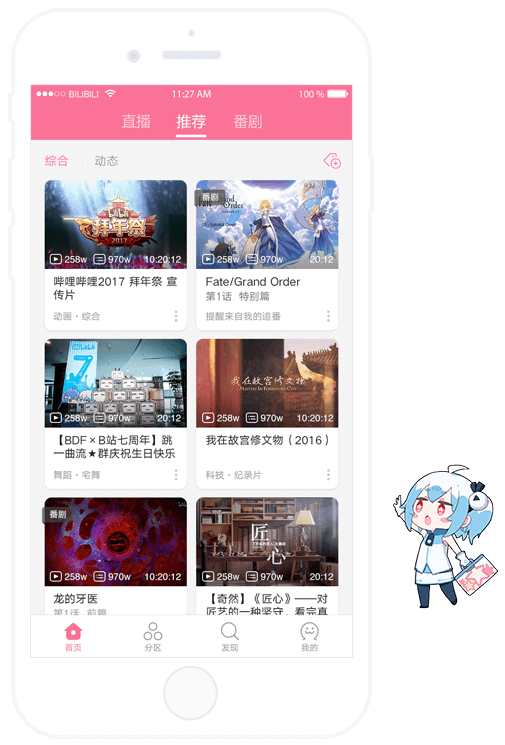 BILIBILI
11:27 AM
100 %
直播
推荐
番剧
综合
动态
拜年祭
2017
258w
970w
10:20:12
哔哩哔哩2017 拜年祭 宣
传片
动画・综合
番剧
Fate/Grand Order
258w
970w
20:12
Fate/Grand Order
第1话 特别篇
提醒来自我的追番
7
258w
970w
20:12
【BDF×B站七周年】跳
一曲流★群庆祝生日快乐
舞蹈・宅舞
我在故宫修文物
MASTERS IN FORBIDDEN CITY
258w
970w
10:20:12
我在故宫修文物（2016）
科技・纪录片
番剧
258w
970w
10:20:12
龙的牙医
第1话 前篇
匠
心
258w
970w
20:12
【奇然】《匠心》——对
匠艺的一种坚守，看完真
首页
分区
发现
我的